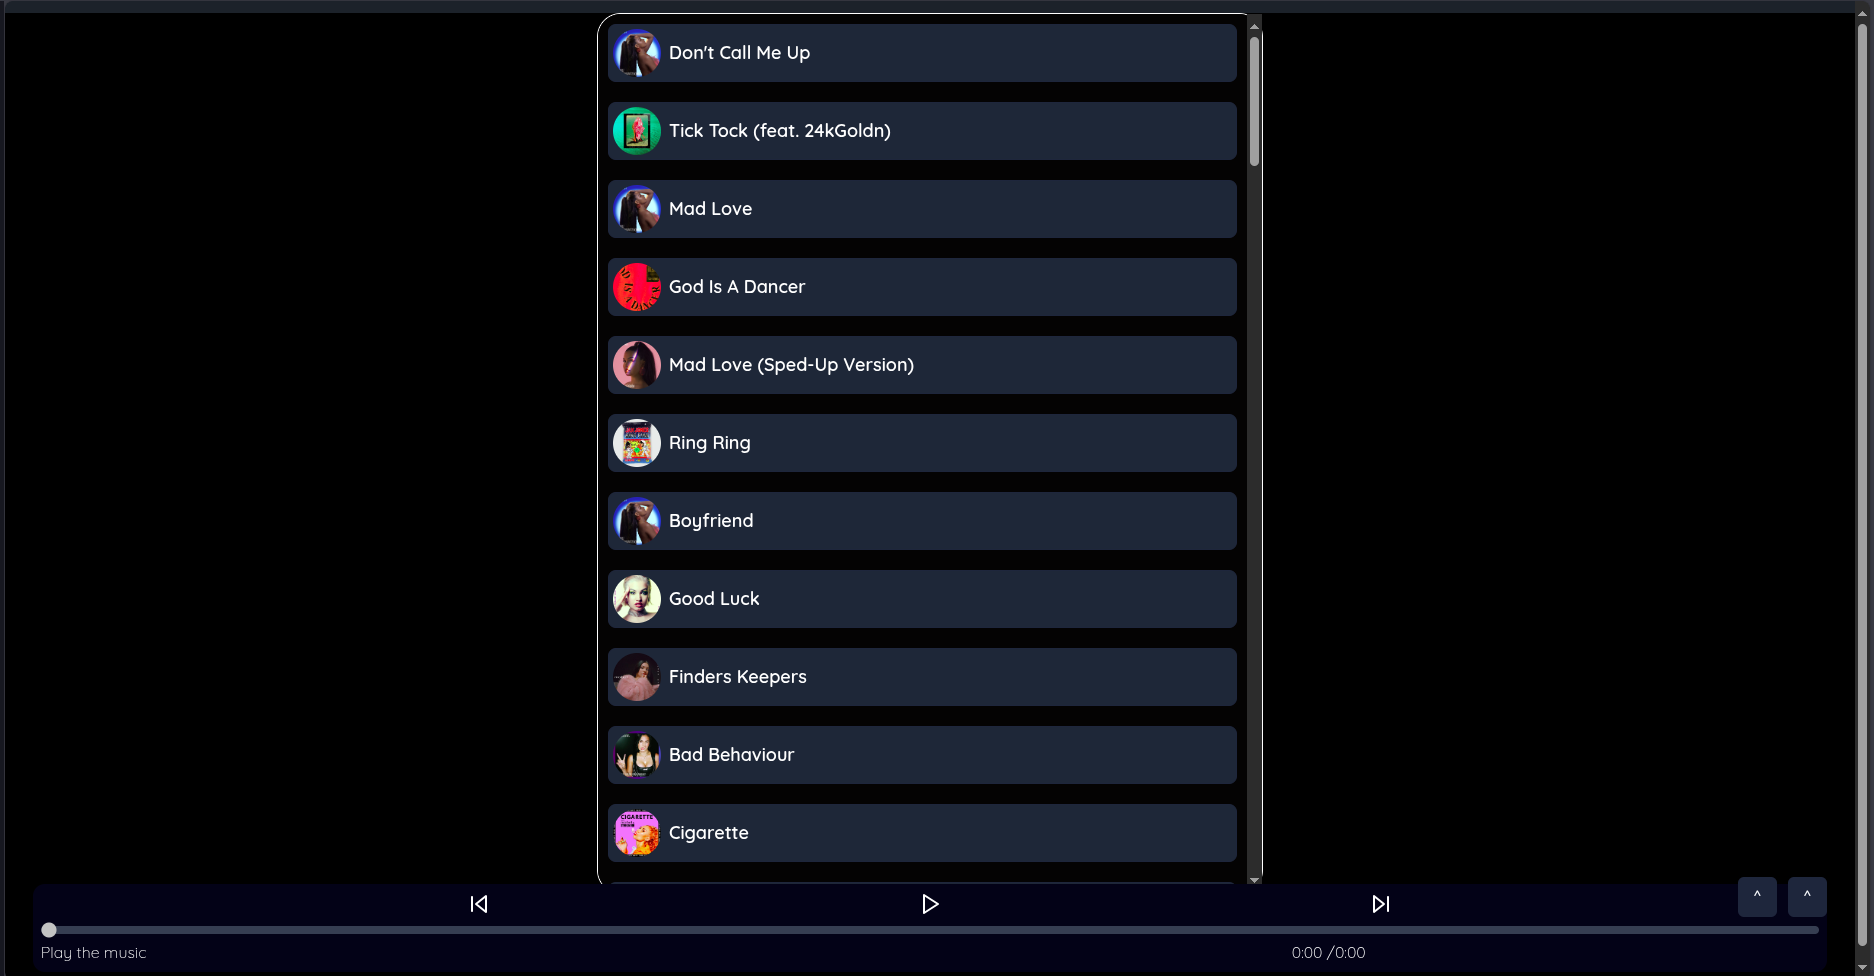 Don't Call Me Up
Tick Tock (feat. 24kGoldn)
Mad Love
God Is A Dancer
Mad Love (Sped-Up Version)
Ring Ring
Boyfriend
Good Luck
Finders Keepers
Bad Behaviour
CIGARETTE
Cigarette
^ ^
Play the music
0:00 /0:00